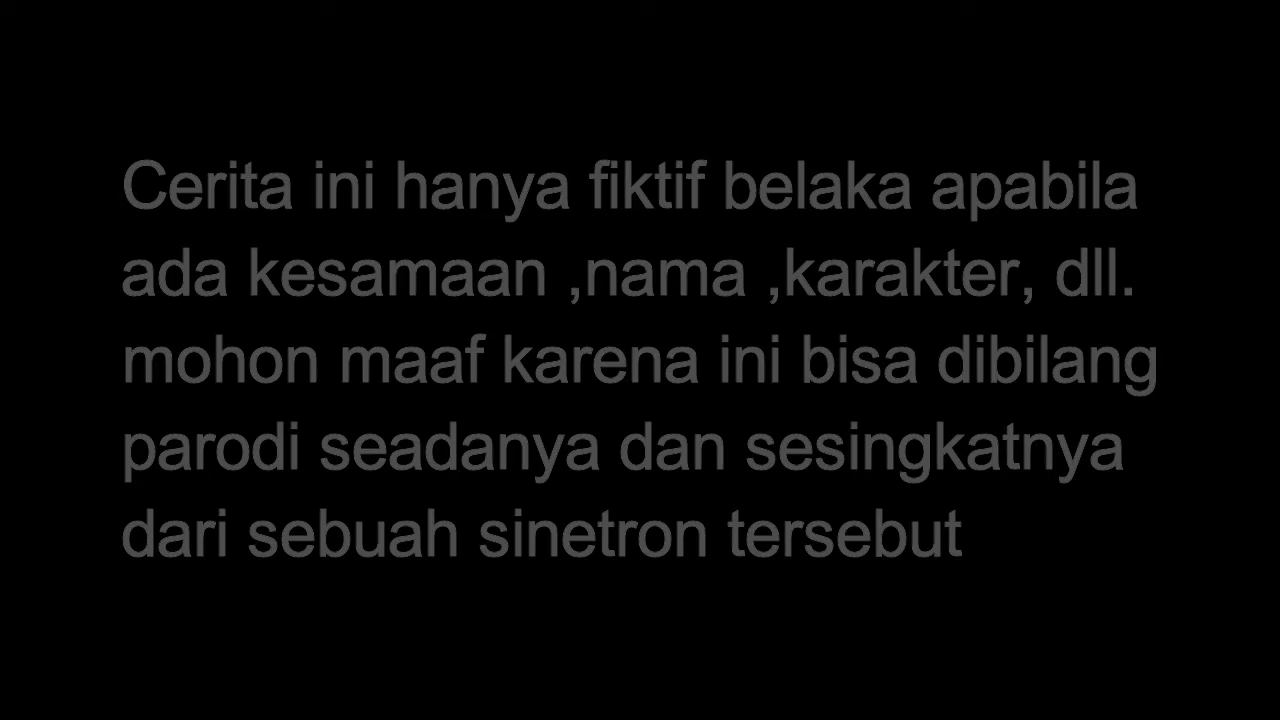 Cerita ini hanya fiktif belaka apabila
ada kesamaan ,nama ,karakter, dll.
mohon maaf karena ini bisa dibilang
parodi seadanya dan sesingkatnya
dari sebuah sinetron tersebut